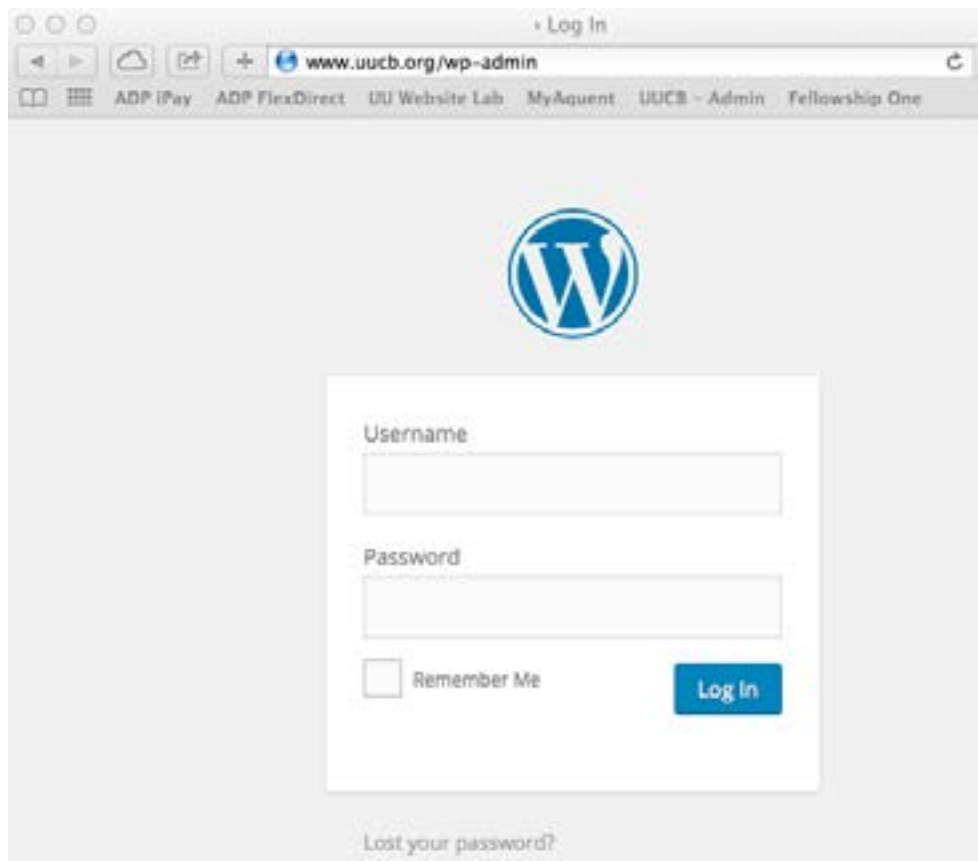 ‹ Log In
www.uucb.org/wp-admin
ADP iPay ADP FlexDirect UU Website Lab MyAquent UUCB - Admin Fellowship One
W
Username
Password
Remember Me
Log In
Lost your password?